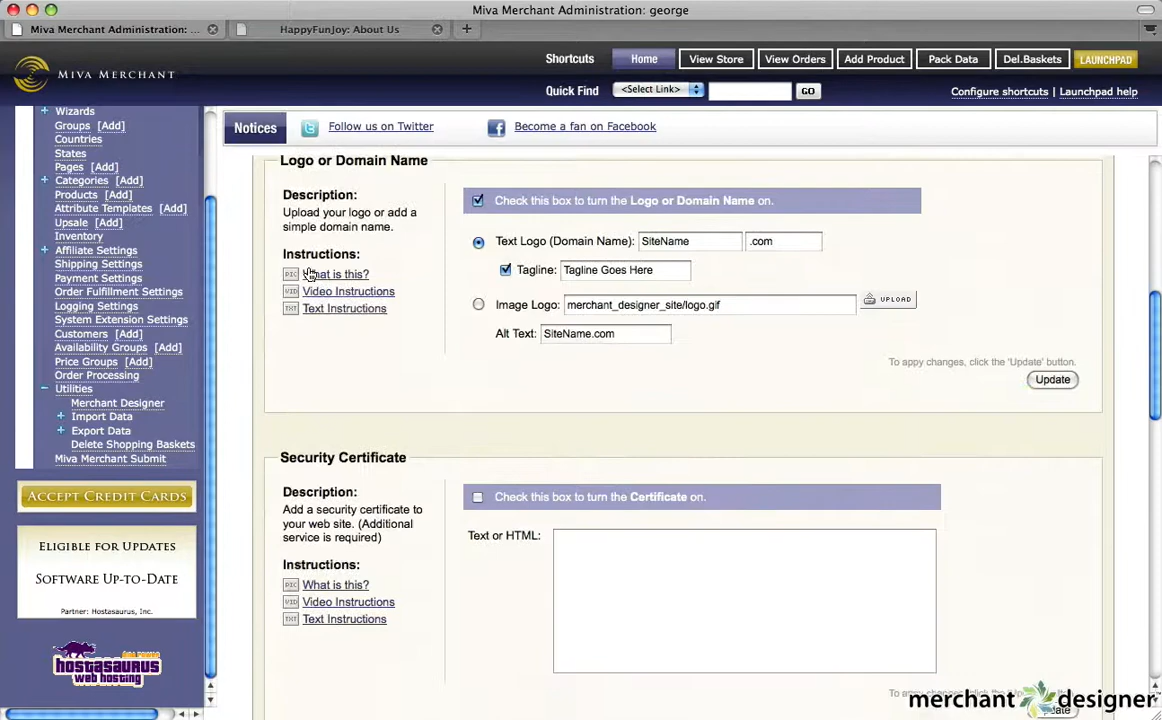 Miva Merchant Administration: george
Miva Merchant Administration: ...
HappyFunJoy: About Us
MIVA MERCHANT
Shortcuts
Home
View Store
View Orders
Add Product
Pack Data
Del.Baskets
LAUNCHPAD
Quick Find
<Select Link>
GO
Configure shortcuts | Launchpad help
Wizards
Groups [Add]
Countries
States
Pages [Add]
Categories [Add]
Products [Add]
Attribute Templates [Add]
Upsale [Add]
Inventory
Affiliate Settings
Shipping Settings
Payment Settings
Order Fulfillment Settings
Logging Settings
System Extension Settings
Customers [Add]
Availability Groups [Add]
Price Groups [Add]
Order Processing
Utilities
Merchant Designer
Import Data
Export Data
Delete Shopping Baskets
Miva Merchant Submit
ACCEPT CREDIT CARDS
ELIGIBLE FOR UPDATES
SOFTWARE UP-TO-DATE
Partner: Hostasaurus, Inc.
hostasaurus
web hosting
Notices
Follow us on Twitter
Become a fan on Facebook
Logo or Domain Name
Description:
Upload your logo or add a
simple domain name.
Instructions:
PIC What is this?
VID Video Instructions
TXT Text Instructions
Check this box to turn the Logo or Domain Name on.
Text Logo (Domain Name): SiteName .com
Tagline: Tagline Goes Here
Image Logo: merchant_designer_site/logo.gif UPLOAD
Alt Text: SiteName.com
To appy changes, click the 'Update' button.
Update
Security Certificate
Description:
Add a security certificate to
your web site. (Additional
service is required)
Instructions:
PIC What is this?
VID Video Instructions
TXT Text Instructions
Check this box to turn the Certificate on.
Text or HTML:
merchant designer